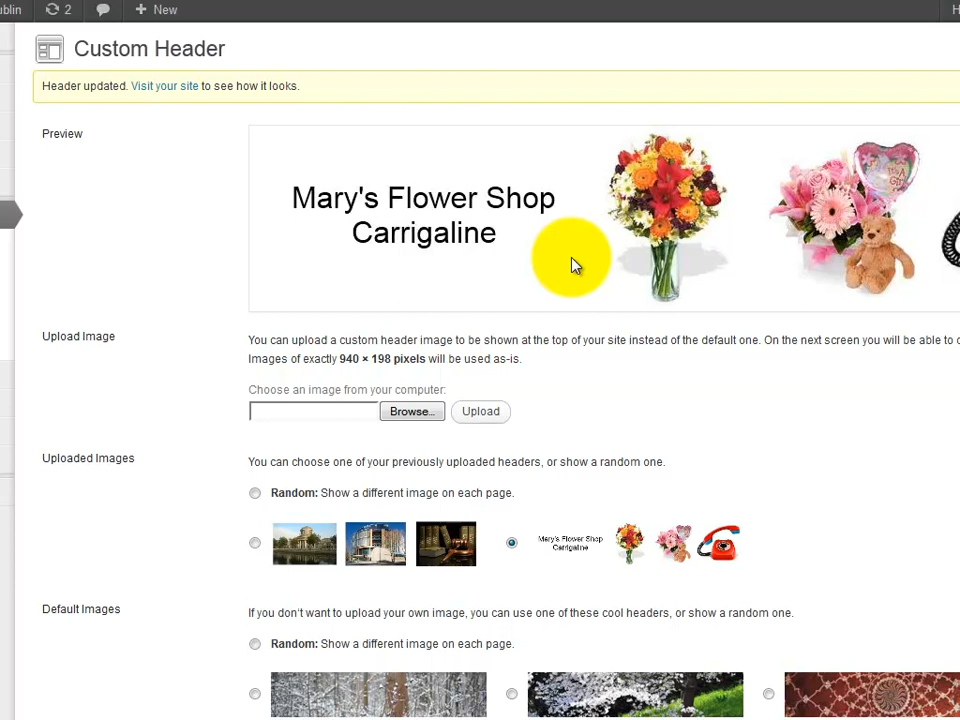 blin 2 New H
Custom Header
Header updated. Visit your site to see how it looks.
Preview
Mary's Flower Shop
Carrigaline
Upload Image
You can upload a custom header image to be shown at the top of your site instead of the default one. On the next screen you will be able to
Images of exactly 940 × 198 pixels will be used as-is.
Choose an image from your computer:
Browse... Upload
Uploaded Images
You can choose one of your previously uploaded headers, or show a random one.
Random: Show a different image on each page.
Mary's Flower Shop
Carrigaline
Default Images
If you don't want to upload your own image, you can use one of these cool headers, or show a random one.
Random: Show a different image on each page.